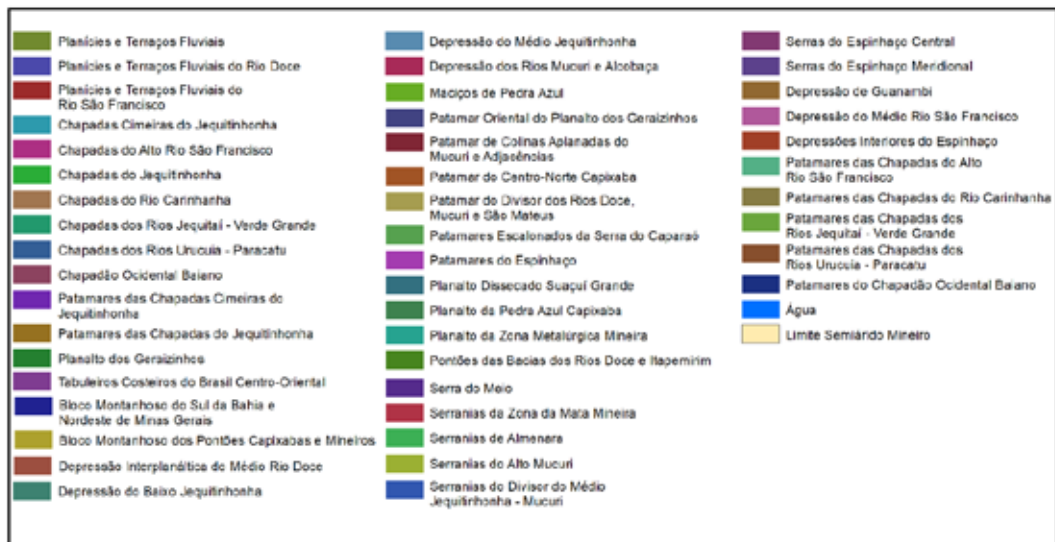 Planícies e Terraços Fluviais
Planícies e Terraços Fluviais do Rio Doce
Planícies e Terraços Fluviais do
Rio São Francisco
Chapadas Cimeiras do Jequitinhonha
Chapadas do Alto Rio São Francisco
Chapadas do Jequitinhonha
Chapadas do Rio Carinhanha
Chapadas dos Rios Jequitaí - Verde Grande
Chapadas dos Rios Urucuia - Paracatu
Chapadão Ocidental Baiano
Patamares das Chapadas Cimeiras do
Jequitinhonha
Patamares das Chapadas do Jequitinhonha
Planalto dos Geraizinhos
Tabuleiros Costeiros do Brasil Centro-Oriental
Bloco Montanhoso do Sul da Bahia e
Nordeste de Minas Gerais
Bloco Montanhoso dos Pontões Capixabas e Mineiros
Depressão Interplanáltica do Médio Rio Doce
Depressão do Baixo Jequitinhonha
Depressão do Médio Jequitinhonha
Depressão dos Rios Mucuri e Alcobaça
Maciços de Pedra Azul
Patamar Oriental do Planalto dos Geraizinhos
Patamar de Colinas Aplanadas do
Mucuri e Adjacências
Patamar do Centro-Norte Capixaba
Patamar do Divisor dos Rios Doce,
Mucuri e São Mateus
Patamares Escalonados da Serra do Caparaó
Patamares do Espinhaço
Planalto Dissecado Suaçuí Grande
Planalto da Pedra Azul Capixaba
Planalto da Zona Metalúrgica Mineira
Pontões das Bacias dos Rios Doce e Itapemirim
Serra do Meio
Serranias da Zona da Mata Mineira
Serranias de Almenara
Serranias do Alto Mucuri
Serranias do Divisor do Médio
Jequitinhonha - Mucuri
Serras do Espinhaço Central
Serras do Espinhaço Meridional
Depressão de Guanambi
Depressão do Médio Rio São Francisco
Depressões Interiores do Espinhaço
Patamares das Chapadas do Alto
Rio São Francisco
Patamares das Chapadas do Rio Carinhanha
Patamares das Chapadas dos
Rios Jequitaí - Verde Grande
Patamares das Chapadas dos
Rios Urucuia - Paracatu
Patamares do Chapadão Ocidental Baiano
Água
Limite Semiárido Mineiro